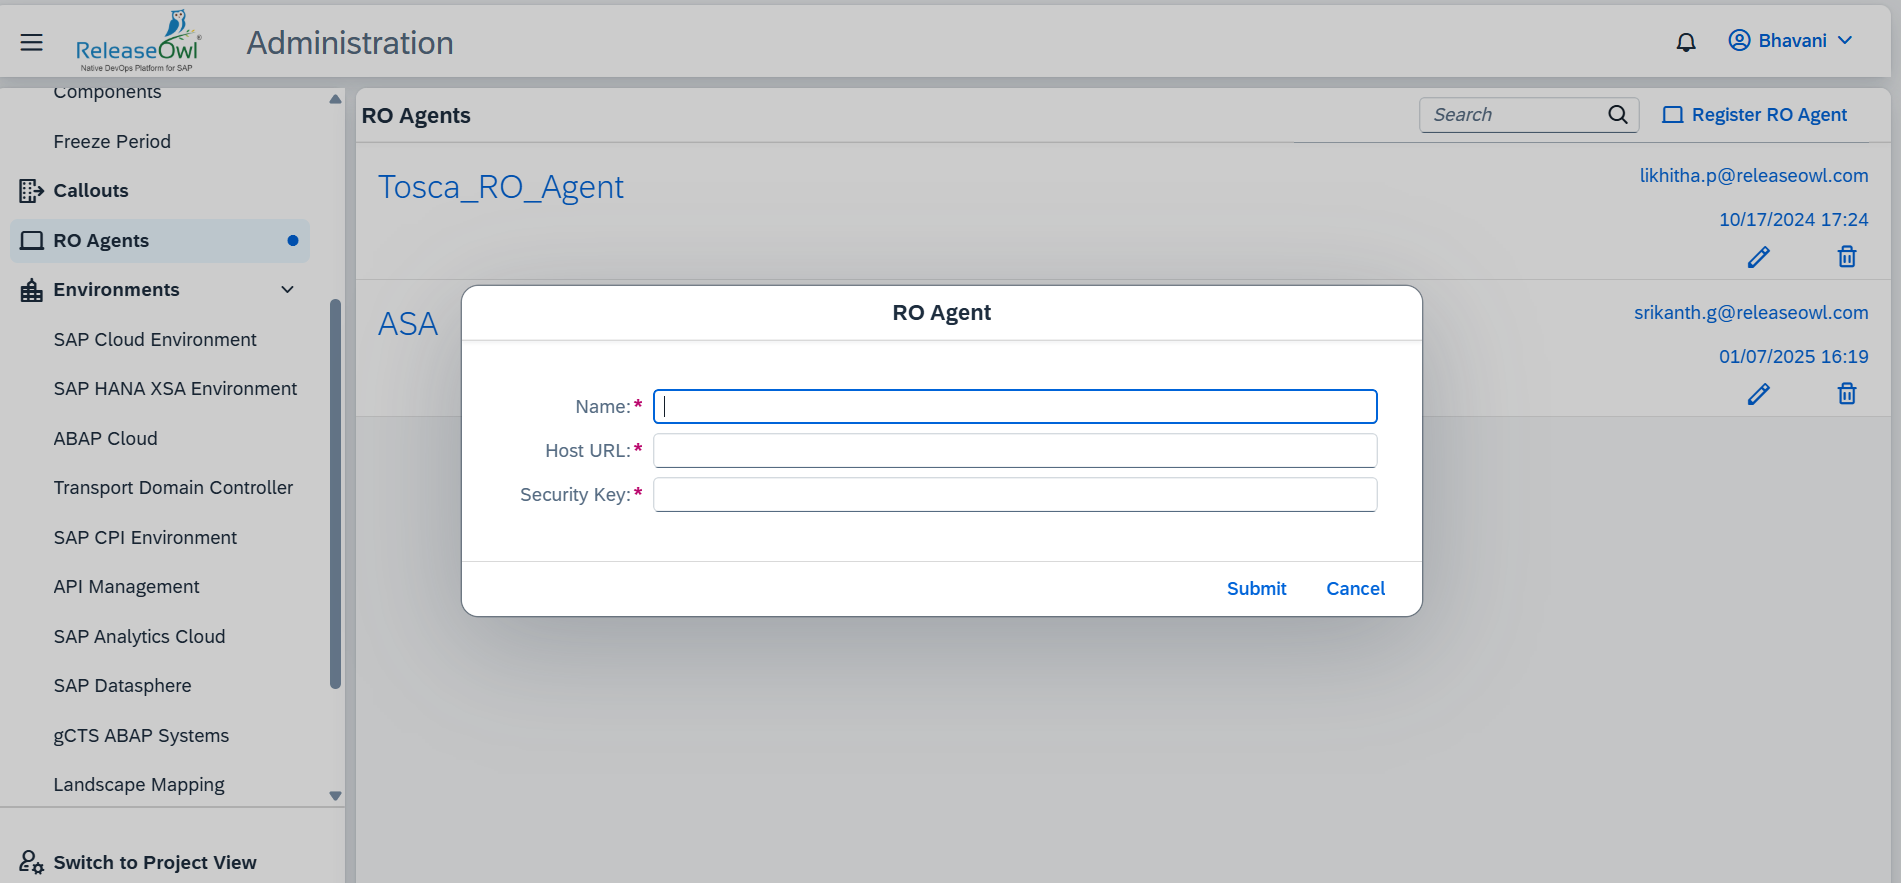 ReleaseOwl®
Native DevOps Platform for SAP
Administration
Bhavani
Components
Freeze Period
Callouts
RO Agents
Environments
SAP Cloud Environment
SAP HANA XSA Environment
ABAP Cloud
Transport Domain Controller
SAP CPI Environment
API Management
SAP Analytics Cloud
SAP Datasphere
gCTS ABAP Systems
Landscape Mapping
Switch to Project View
RO Agents
Search
Register RO Agent
Tosca_RO_Agent
likhitha.p@releaseowl.com
10/17/2024 17:24
ASA
srikanth.g@releaseowl.com
01/07/2025 16:19
RO Agent
Name:*
Host URL:*
Security Key:*
Submit Cancel